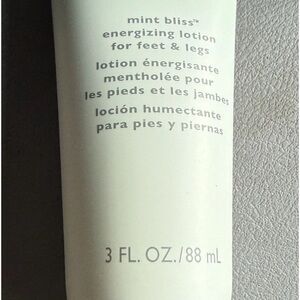 mint bliss™
energizing lotion
for feet & legs
lotion énergisante
mentholée pour
les pieds et les jambes
loción humectante
para pies y piernas
3 FL. OZ./88 mL